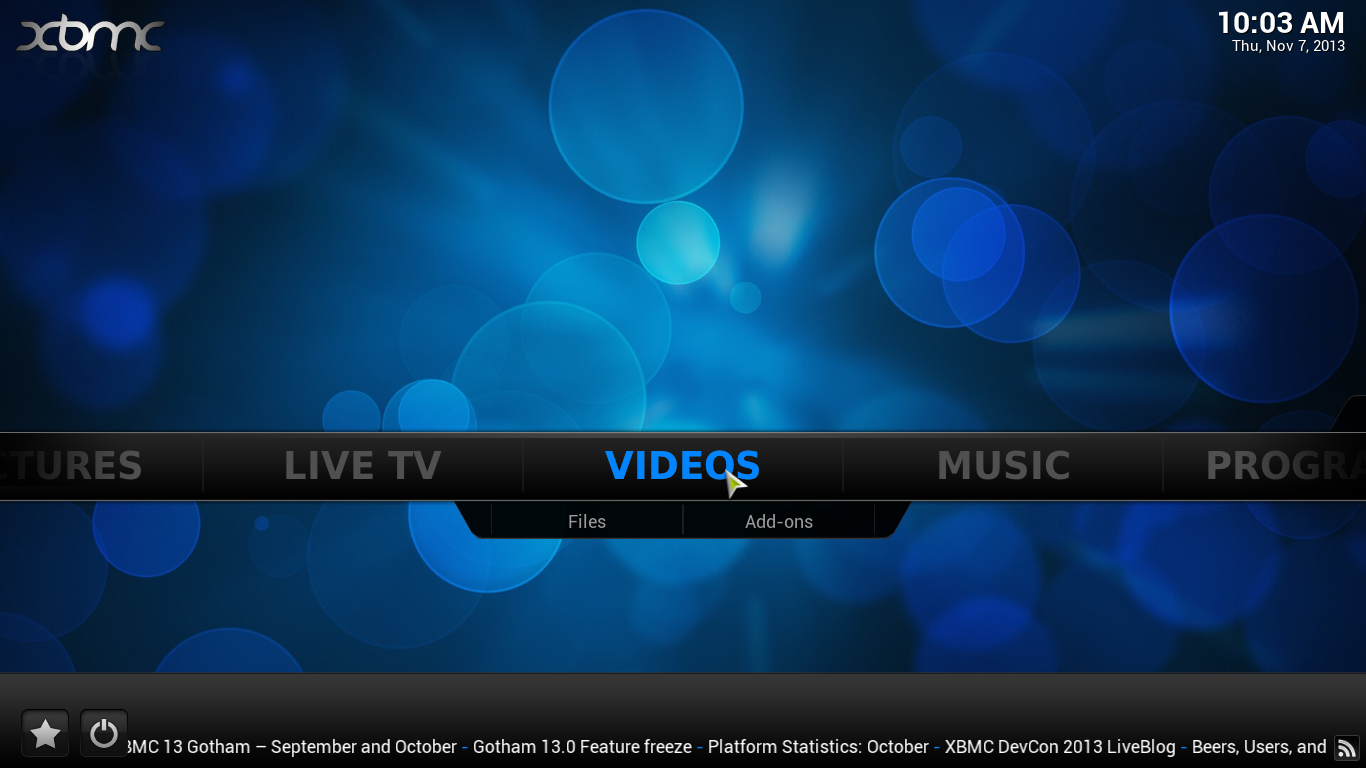 xbmc
10:03 AM
Thu, Nov 7, 2013
CTURES LIVE TV VIDEOS MUSIC PROGRA
Files Add-ons
BMC 13 Gotham – September and October - Gotham 13.0 Feature freeze - Platform Statistics: October - XBMC DevCon 2013 LiveBlog - Beers, Users, and